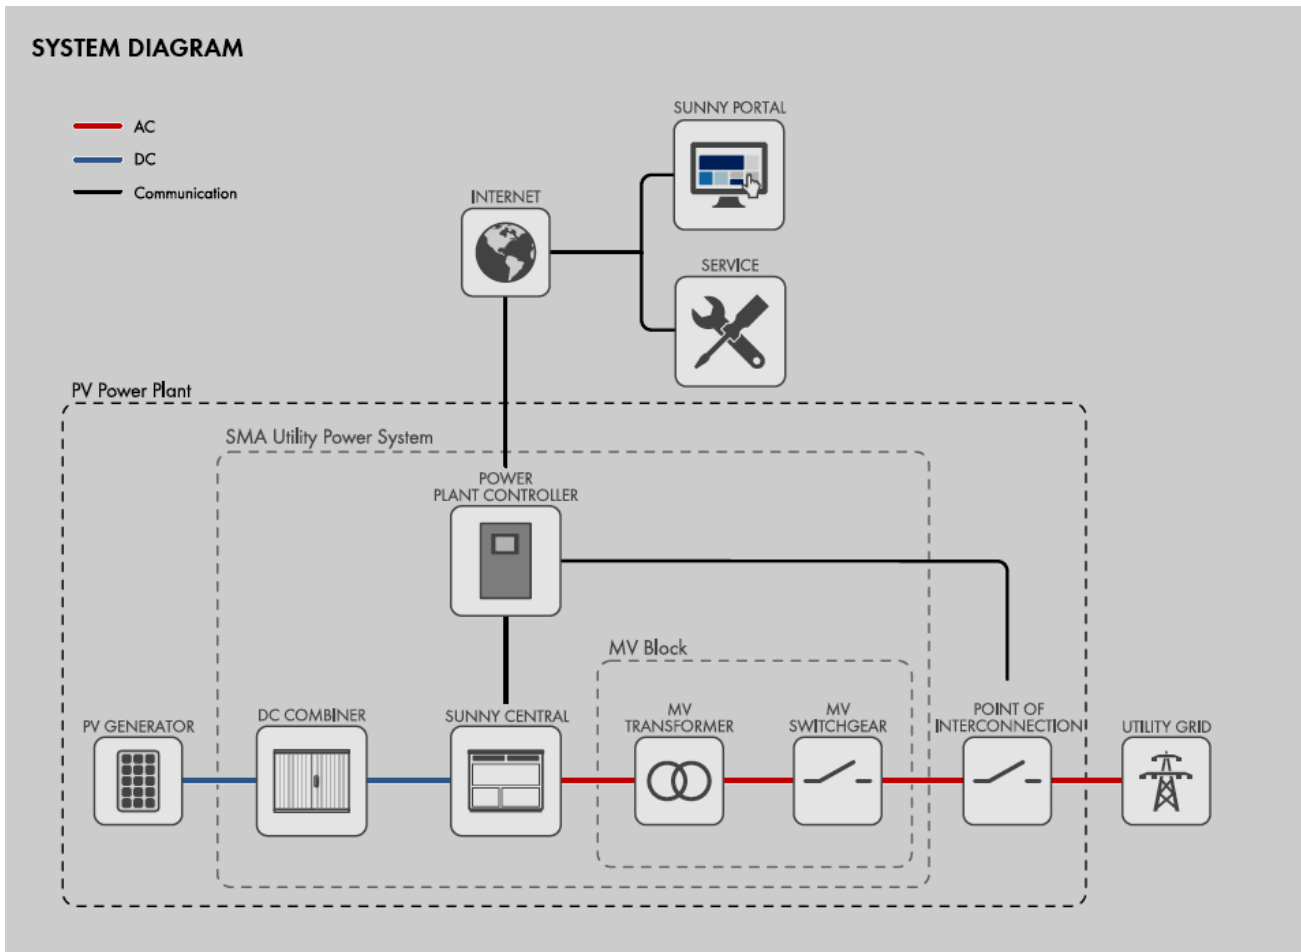 SYSTEM DIAGRAM
AC
DC
Communication
SUNNY PORTAL
INTERNET
SERVICE
PV Power Plant
SMA Utility Power System
POWER
PLANT CONTROLLER
MV Block
PV GENERATOR
DC COMBINER
SUNNY CENTRAL
MV
TRANSFORMER
MV
SWITCHGEAR
POINT OF
INTERCONNECTION
UTILITY GRID